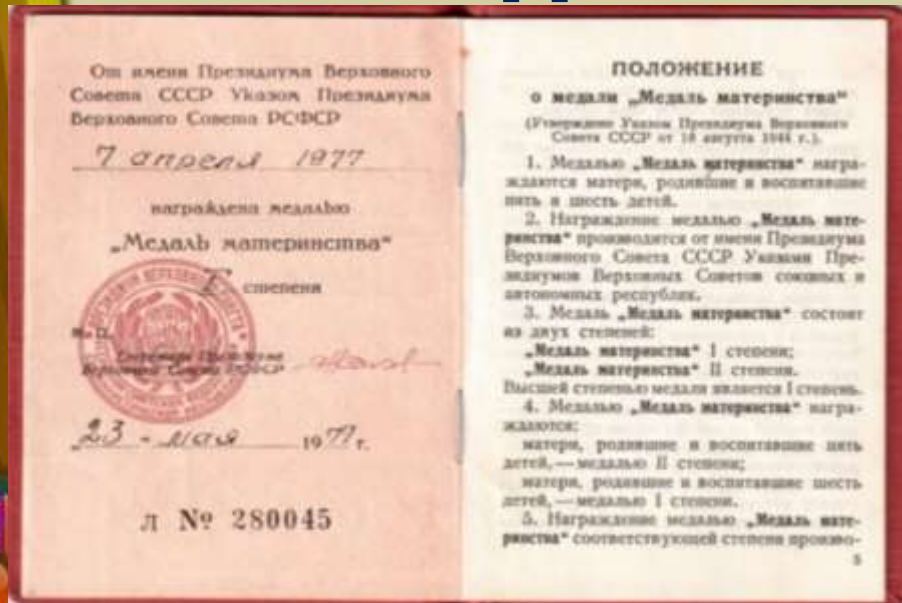 От имени Президиума Верховного
Совета СССР Указом Президиума
Верховного Совета РСФСР
7 апреля 1977
награждена медалью
„Медаль материнства“
степени
м. п.
Секретарь Президиума
Верховного Совета РСФСР
23 - мая 1977 г.
Л № 280045
ПОЛОЖЕНИЕ
о медали „Медаль материнства“
(Утверждено Указом Президиума Верховного
Совета СССР от 18 августа 1944 г.).
1. Медалью „Медаль материнства“ награ-
ждаются матери, родившие и воспитавшие
пять и шесть детей.
2. Награждение медалью „Медаль мате-
ринства“ производится от имени Президиума
Верховного Совета СССР Указами Пре-
зидиумов Верховных Советов союзных и
автономных республик.
3. Медаль „Медаль материнства“ состоит
из двух степеней:
„Медаль материнства“ I степени;
„Медаль материнства“ II степени.
Высшей степенью медали является I степень.
4. Медалью „Медаль материнства“ награ-
ждаются:
матери, родившие и воспитавшие пять
детей,— медалью II степени;
матери, родившие и воспитавшие шесть
детей,— медалью I степени.
5. Награждение медалью „Медаль мате-
ринства“ соответствующей степени произво-
5